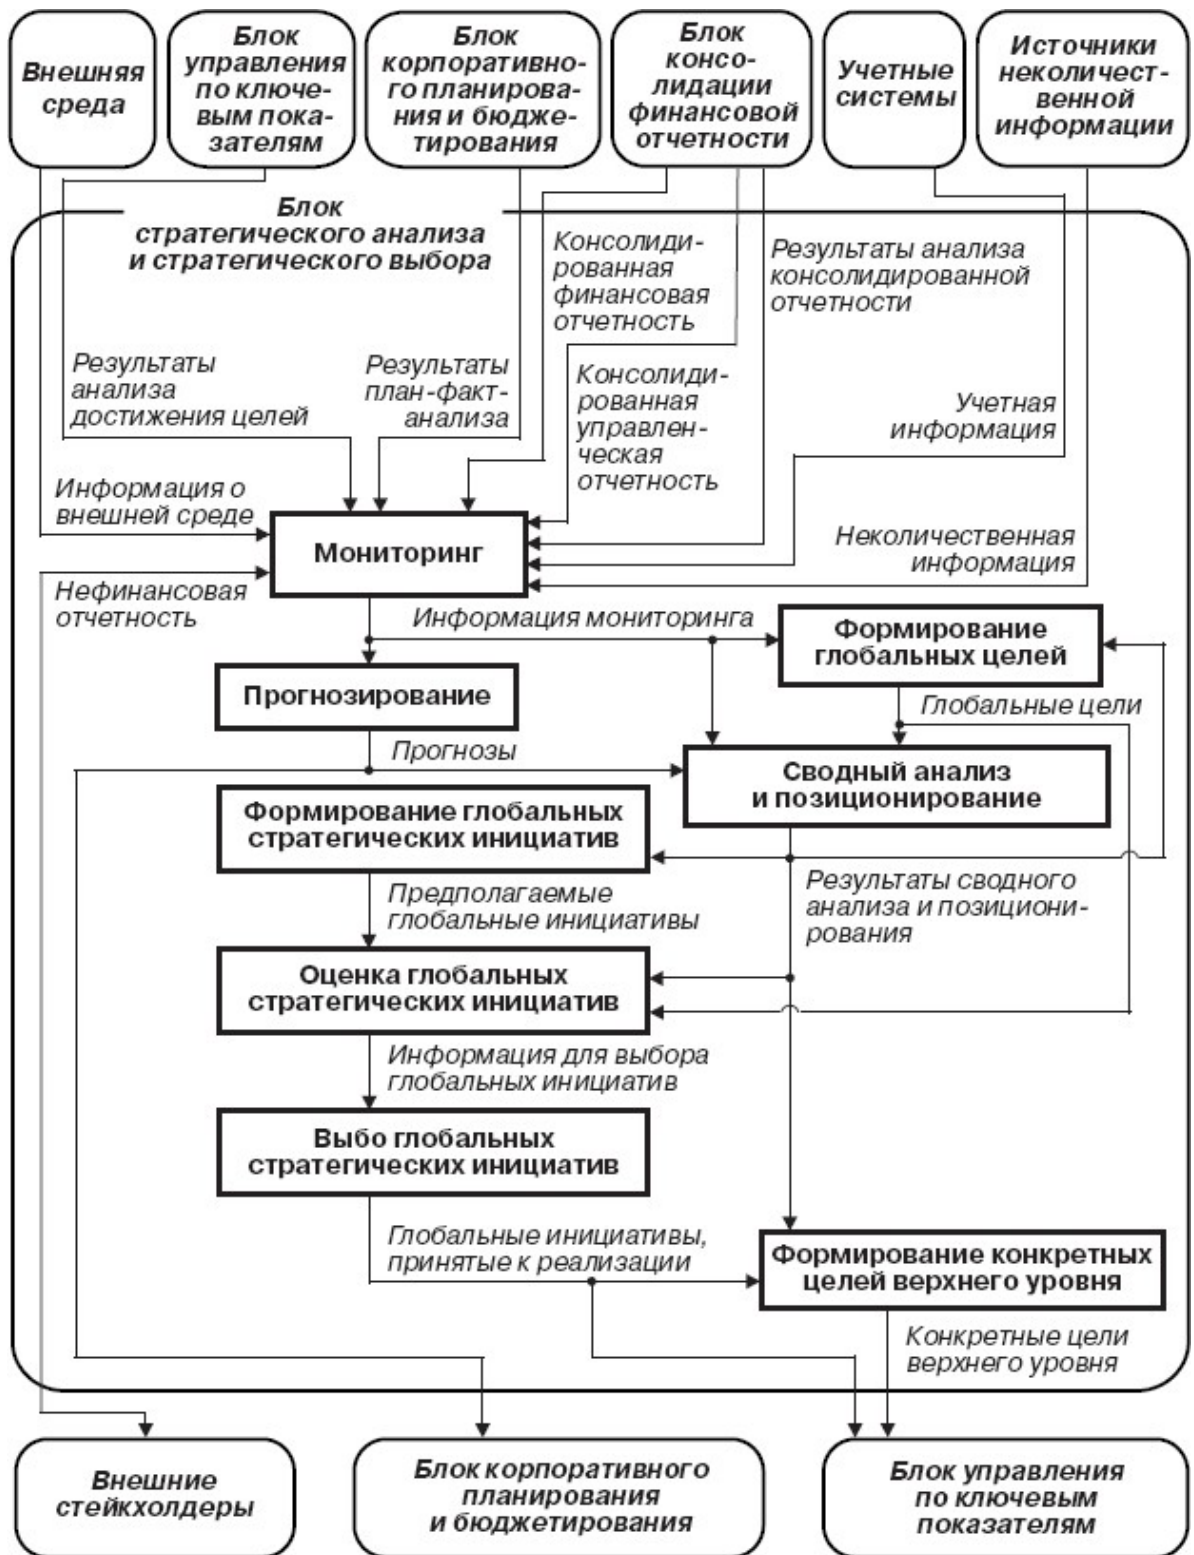 Внешняя
среда
Блок
управления
по ключе-
вым пока-
зателям
Блок
корпоративно-
го планирова-
ния и бюдже-
тирования
Блок
консо-
лидации
финансовой
отчетности
Учетные
системы
Источники
неколичест-
венной
информации
Блок
стратегического анализа
и стратегического выбора
Консолиди-
рованная
финансовая
отчетность
Результаты анализа
консолидированной
отчетности
Результаты
анализа
достижения целей
Результаты
план-факт-
анализа
Консолиди-
рованная
управлен-
ческая
отчетность
Учетная
информация
Информация о
внешней среде
Мониторинг
Неколичественная
информация
Нефинансовая
отчетность
Информация мониторинга
Формирование
глобальных целей
Прогнозирование
Глобальные цели
Прогнозы
Сводный анализ
и позиционирование
Формирование глобальных
стратегических инициатив
Предполагаемые
глобальные инициативы
Результаты сводного
анализа и позициони-
рования
Оценка глобальных
стратегических инициатив
Информация для выбора
глобальных инициатив
Выбо глобальных
стратегических инициатив
Глобальные инициативы,
принятые к реализации
Формирование конкретных
целей верхнего уровня
Конкретные цели
верхнего уровня
Внешние
стейкхолдеры
Блок корпоративного
планирования
и бюджетирования
Блок управления
по ключевым
показателям